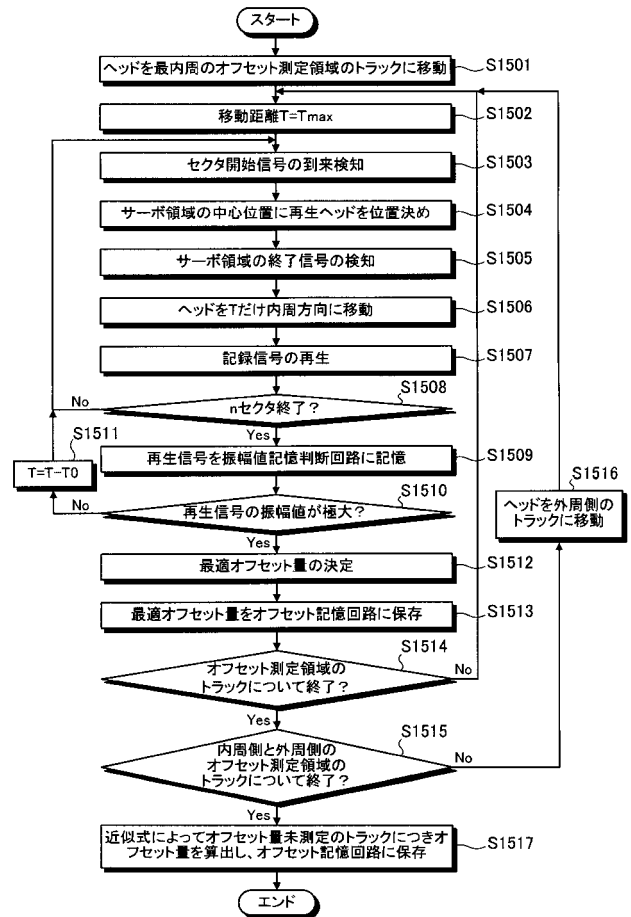 スタート
ヘッドを最内周のオフセット測定領域のトラックに移動
S1501
移動距離T=Tmax
S1502
セクタ開始信号の到来検知
S1503
サーボ領域の中心位置に再生ヘッドを位置決め
S1504
サーボ領域の終了信号の検知
S1505
ヘッドをTだけ内周方向に移動
S1506
記録信号の再生
S1507
nセクタ終了?
S1508
No
Yes
S1511
T=T-T0
再生信号を振幅値記憶判断回路に記憶
S1509
再生信号の振幅値が極大?
S1510
No
Yes
S1516
ヘッドを外周側の
トラックに移動
最適オフセット量の決定
S1512
最適オフセット量をオフセット記憶回路に保存
S1513
オフセット測定領域の
トラックについて終了?
S1514
No
Yes
内周側と外周側の
オフセット測定領域の
トラックについて終了?
S1515
No
Yes
近似式によってオフセット量未測定のトラックにつきオ
フセット量を算出し、オフセット記憶回路に保存
S1517
エンド